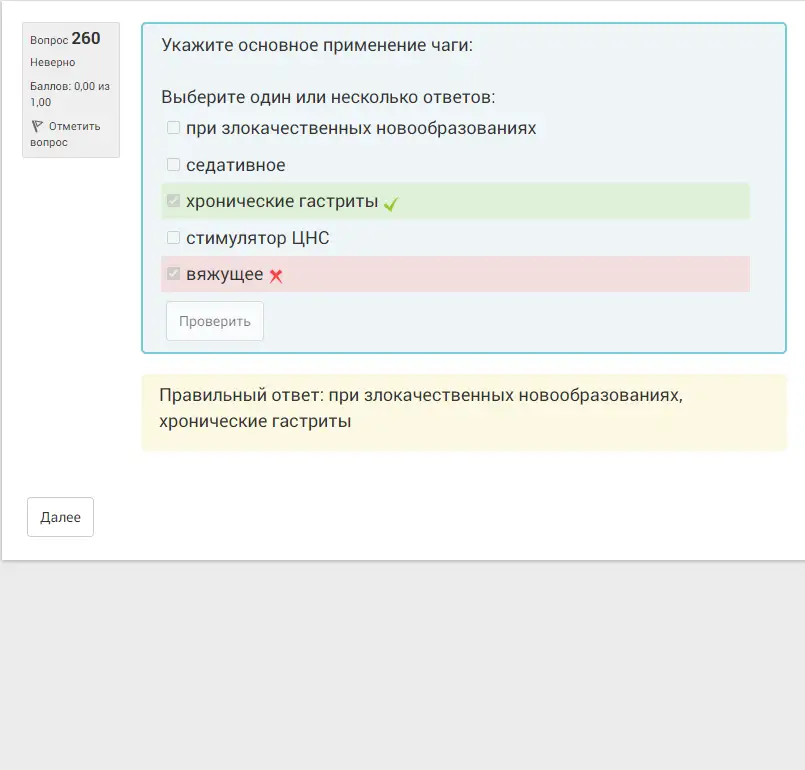 Вопрос 260
Неверно
Баллов: 0,00 из
1,00
Отметить
вопрос
Укажите основное применение чаги:
Выберите один или несколько ответов:
при злокачественных новообразованиях
седативное
хронические гастриты
стимулятор ЦНС
вяжущее
Проверить
Правильный ответ: при злокачественных новообразованиях,
хронические гастриты
Далее